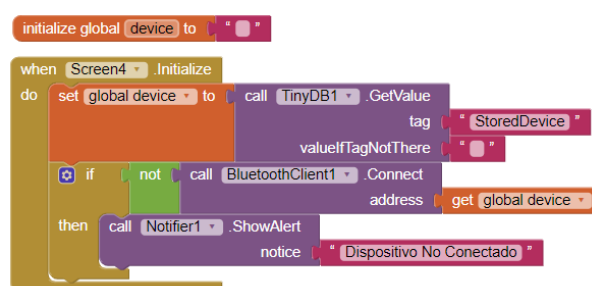 initialize global device to " "
when Screen4 .Initialize
do set global device to call TinyDB1 .GetValue
tag " StoredDevice "
valueIfTagNotThere " "
if not call BluetoothClient1 .Connect
address get global device
then call Notifier1 .ShowAlert
notice " Dispositivo No Conectado "